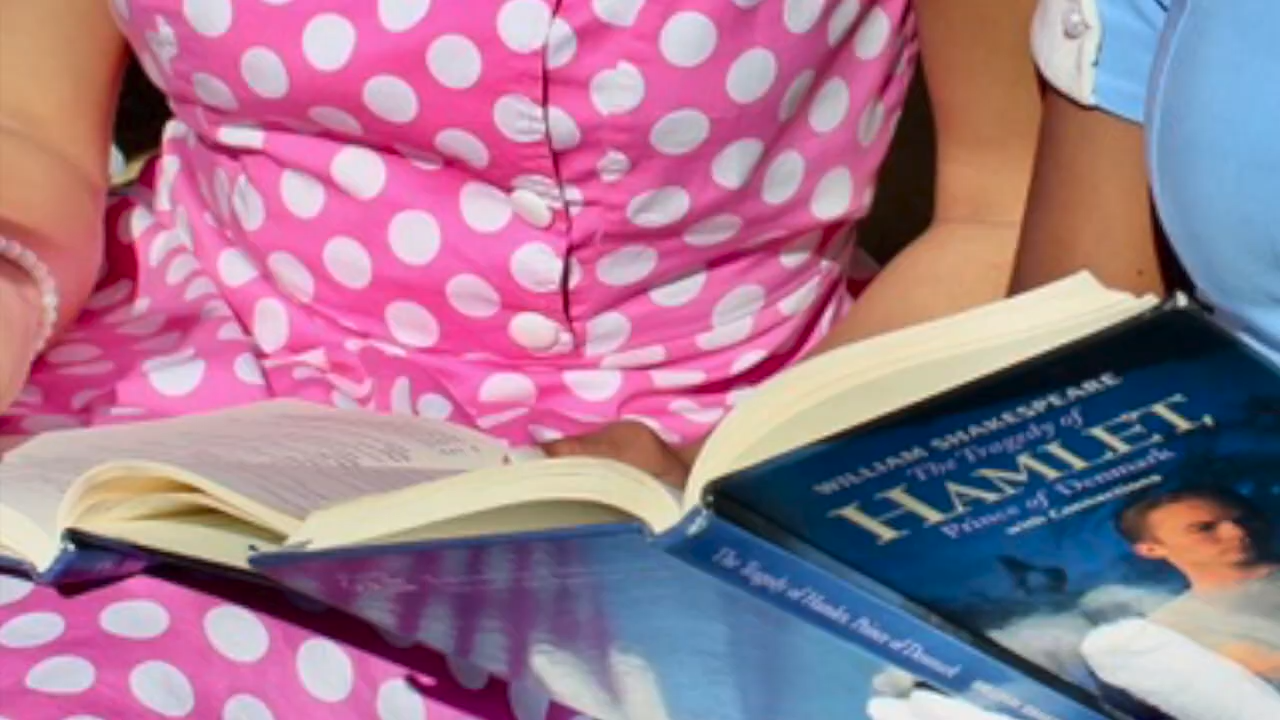 WILLIAM SHAKESPEARE
The Tragedy of
HAMLET,
Prince of Denmark
with Connections
The Tragedy of Hamlet, Prince of Denmark